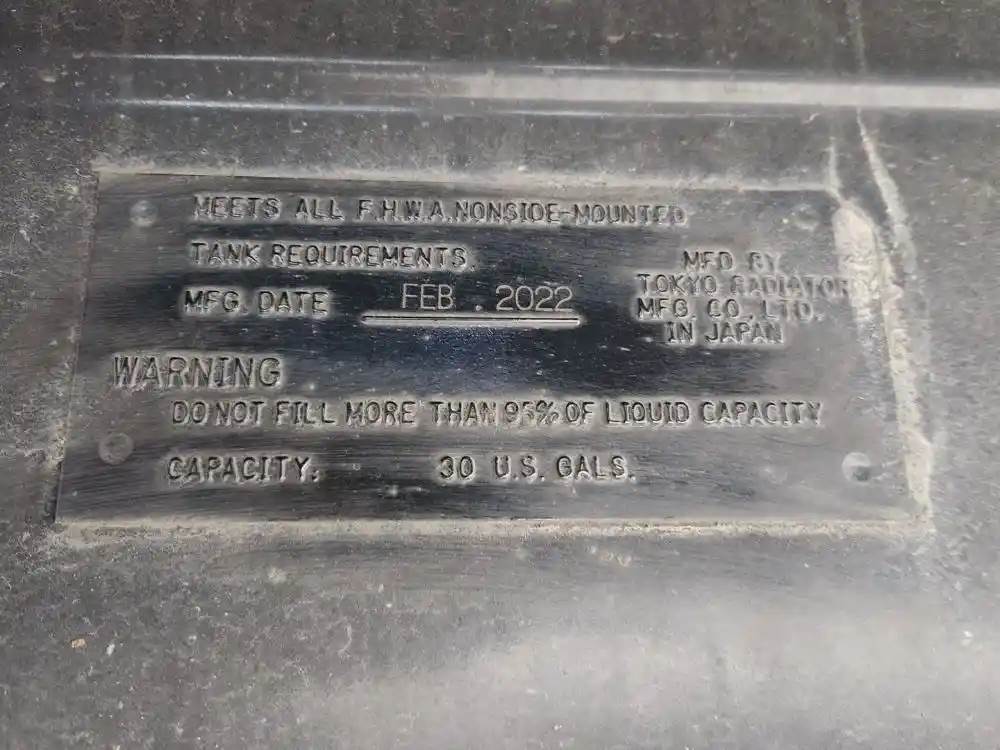 MEETS ALL F.H.W.A. NONSIDE-MOUNTED
TANK REQUIREMENTS.
MFG. DATE FEB . 2022
MFD BY
TOKYO RADIATOR
MFG. CO., LTD.
IN JAPAN
WARNING
DO NOT FILL MORE THAN 95% OF LIQUID CAPACITY
CAPACITY: 30 U.S. GALS.